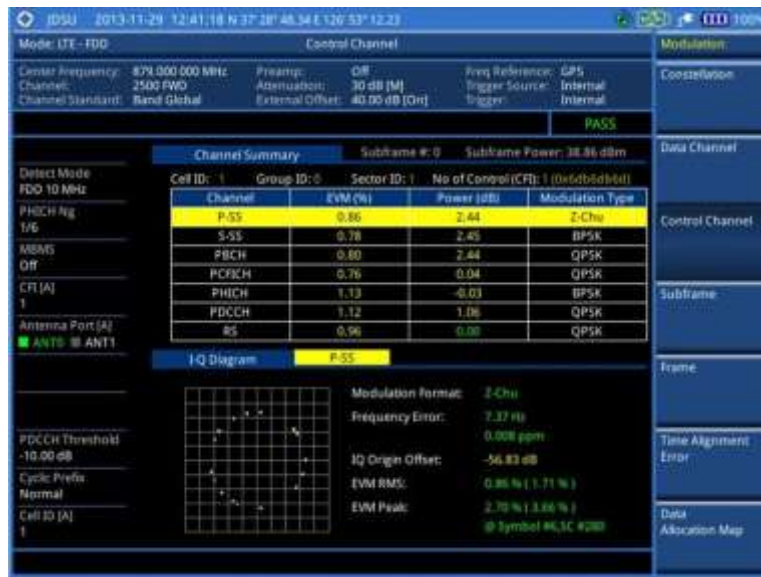 JDSU 2013-11-29 12:41:18 N 37° 28' 48.34 E 126° 53' 12.23 100%
Mode: LTE - FDD Control Channel Modulation
Center Frequency: 879.000 000 MHz Preamp: Off Freq Reference: GPS
Channel: 2500 FWD Attenuation: 30 dB [M] Trigger Source: Internal
Channel Standard: Band Global External Offset: 40.00 dB [On] Trigger: Internal
PASS
Constellation
Data Channel
Control Channel
Subframe
Frame
Time Alignment Error
Data Allocation Map
Detect Mode
FDD 10 MHz
PHICH Ng
1/6
MBMS
Off
CFI [A]
1
Antenna Port [A]
ANT0 ANT1
PDCCH Threshold
-10.00 dB
Cyclic Prefix
Normal
Cell ID [A]
1
Channel Summary Subframe #: 0 Subframe Power: 38.86 dBm
Cell ID: 1 Group ID: 0 Sector ID: 1 No of Control (CFI): 1 (0x6db6db6d)
Channel EVM (%) Power (dB) Modulation Type
P-SS 0.86 2.44 Z-Chu
S-SS 0.78 2.45 BPSK
PBCH 0.80 2.44 QPSK
PCFICH 0.76 0.04 QPSK
PHICH 1.13 -0.03 BPSK
PDCCH 1.12 1.06 QPSK
RS 0.96 0.00 QPSK
I-Q Diagram P-SS
Modulation Format: Z-Chu
Frequency Error: 7.37 Hz
0.008 ppm
IQ Origin Offset: -56.83 dB
EVM RMS: 0.86 % ( 1.71 % )
EVM Peak: 2.70 % ( 3.66 % )
@ Symbol #6,SC #280